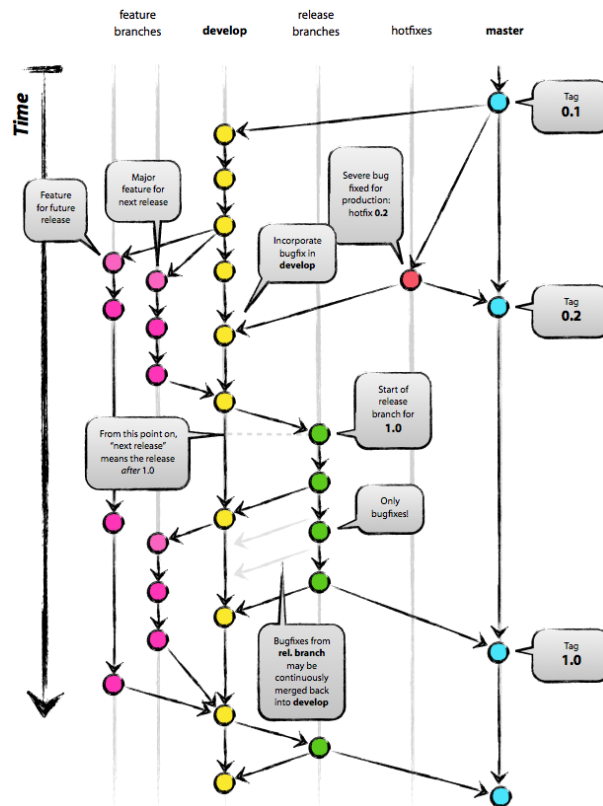 feature
branches
develop
release
branches
hotfixes
master
Time
Tag
0.1
Major
feature for
next release
Feature
for future
release
Severe bug
fixed for
production:
hotfix 0.2
Incorporate
bugfix in
develop
Tag
0.2
Start of
release
branch for
1.0
From this point on,
“next release”
means the release
after 1.0
Only
bugfixes!
Bugfixes from
rel. branch
may be
continuously
merged back
into develop
Tag
1.0